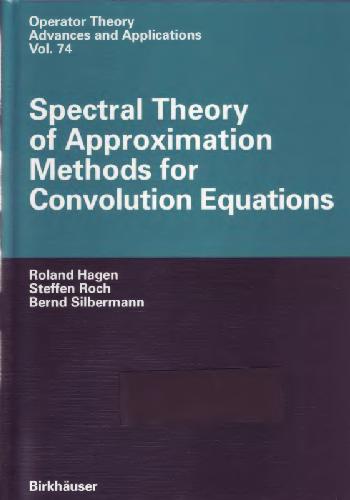 Operator Theory
Advances and Applications
Vol. 74
Spectral Theory
of Approximation
Methods for
Convolution Equations
Roland Hagen
Steffen Roch
Bernd Silbermann
Birkhäuser